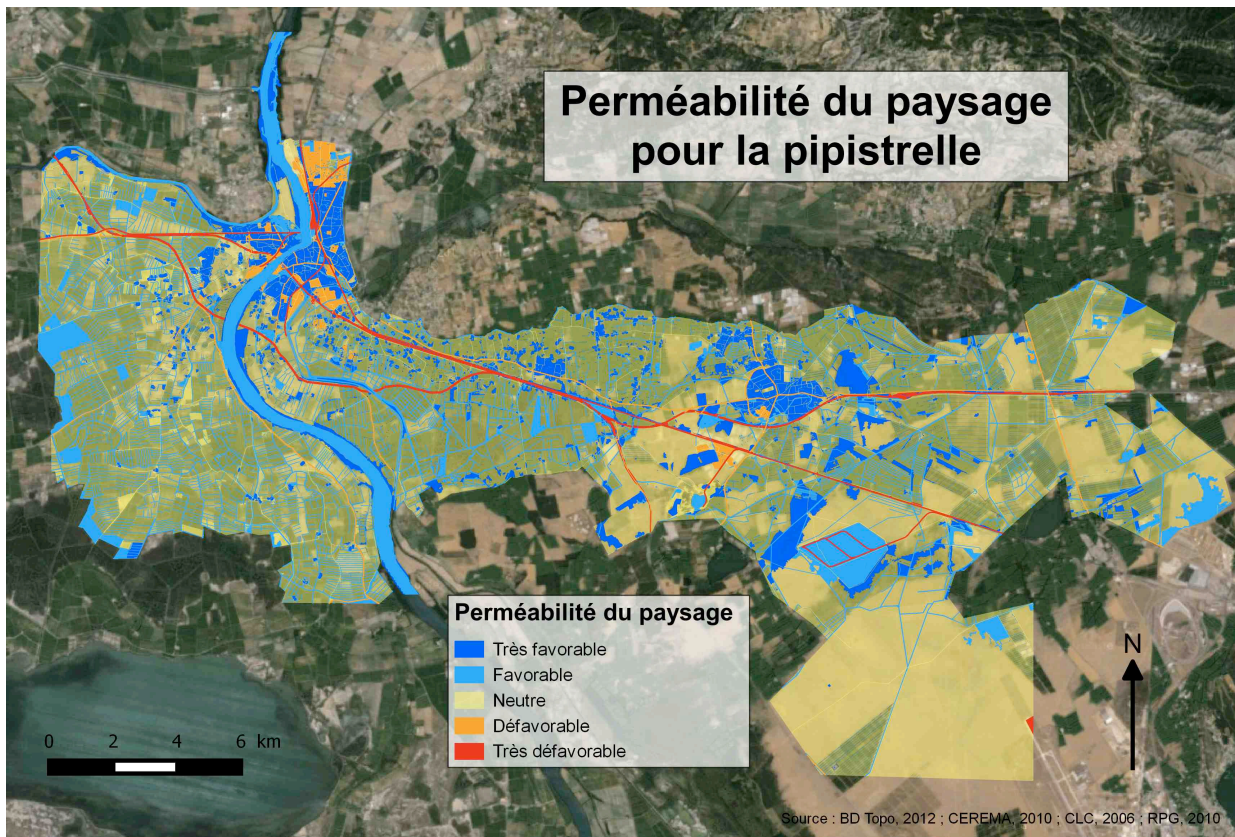 Perméabilité du paysage
pour la pipistrelle
Perméabilité du paysage
Très favorable
Favorable
Neutre
Défavorable
Très défavorable
0 2 4 6 km
N
Source : BD Topo, 2012 ; CEREMA, 2010 ; CLC, 2006 ; RPG, 2010